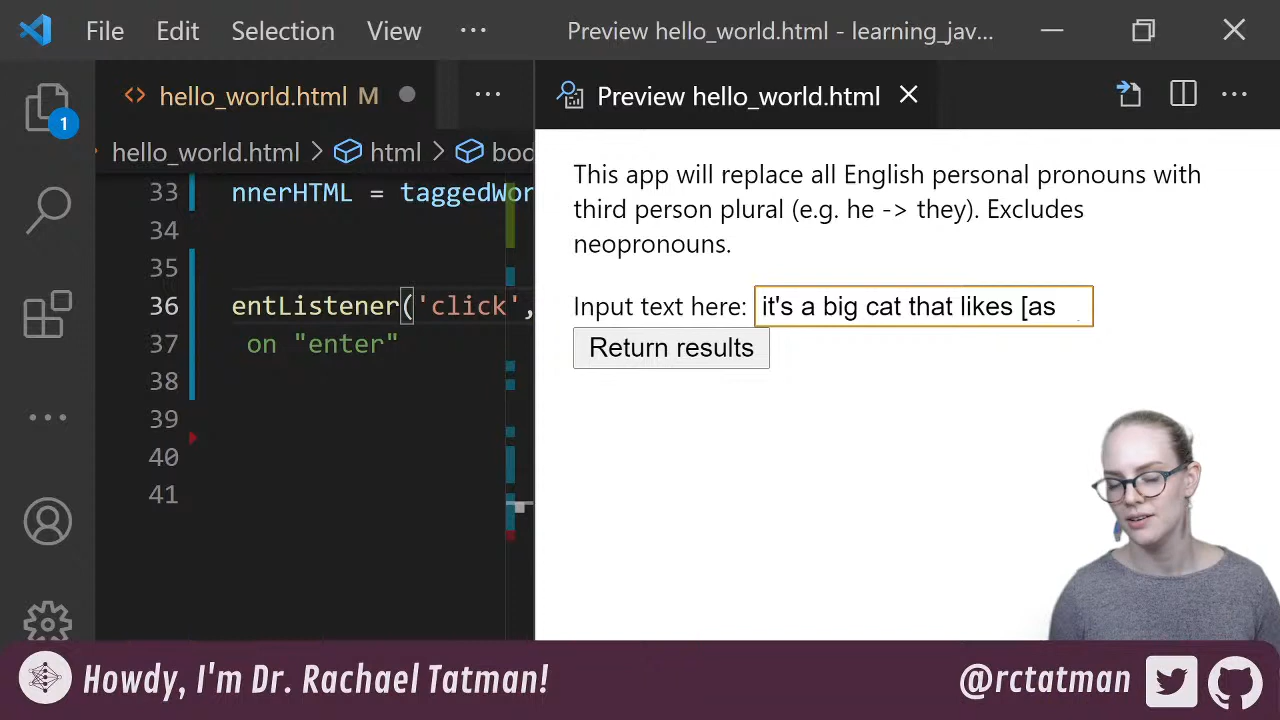 File Edit Selection View ··· Preview hello_world.html - learning_jav...
hello_world.html M
Preview hello_world.html
hello_world.html > html >
33 nnerHTML = taggedWor
34
35
36 entListener('click',
37 on "enter"
38
39
40
41
1
This app will replace all English personal pronouns with
third person plural (e.g. he -> they). Excludes
neopronouns.
Input text here: it's a big cat that likes [as
Return results
Howdy, I'm Dr. Rachael Tatman!
@rctatman